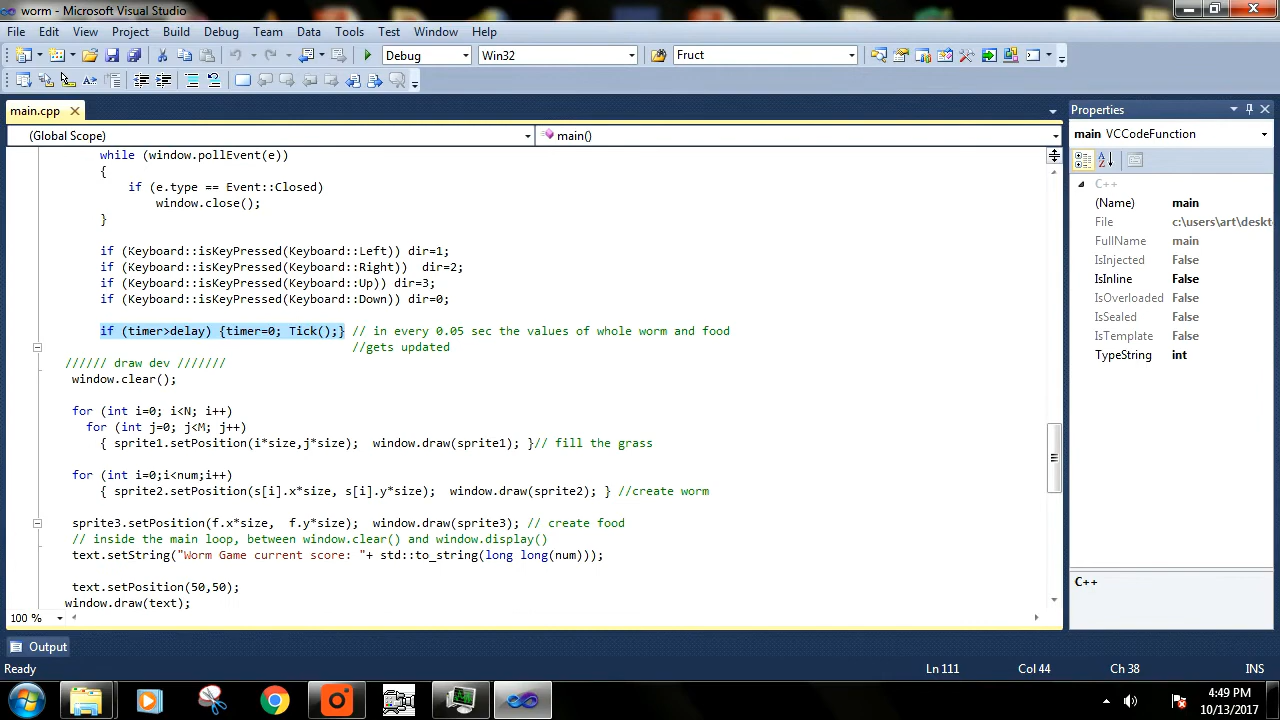 worm - Microsoft Visual Studio
File Edit View Project Build Debug Team Data Tools Test Window Help
Debug Win32 Fruct
main.cpp
(Global Scope) main()
while (window.pollEvent(e))
{
if (e.type == Event::Closed)
window.close();
}
if (Keyboard::isKeyPressed(Keyboard::Left)) dir=1;
if (Keyboard::isKeyPressed(Keyboard::Right))  dir=2;
if (Keyboard::isKeyPressed(Keyboard::Up)) dir=3;
if (Keyboard::isKeyPressed(Keyboard::Down)) dir=0;
if (timer>delay) {timer=0; Tick();} // in every 0.05 sec the values of whole worm and food
//gets updated
////// draw dev ///////
window.clear();
for (int i=0; i<N; i++)
for (int j=0; j<M; j++)
{ sprite1.setPosition(i*size,j*size);  window.draw(sprite1); }// fill the grass
for (int i=0;i<num;i++)
{ sprite2.setPosition(s[i].x*size, s[i].y*size);  window.draw(sprite2); } //create worm
sprite3.setPosition(f.x*size,  f.y*size);  window.draw(sprite3); // create food
// inside the main loop, between window.clear() and window.display()
text.setString("Worm Game current score: "+ std::to_string(long long(num)));
text.setPosition(50,50);
window.draw(text);
100 %
Properties
main VCCodeFunction
C++
(Name) main
File c:\users\art\deskt
FullName main
IsInjected False
IsInline False
IsOverloaded False
IsSealed False
IsTemplate False
TypeString int
C++
Output
Ready Ln 111 Col 44 Ch 38 INS
4:49 PM
10/13/2017